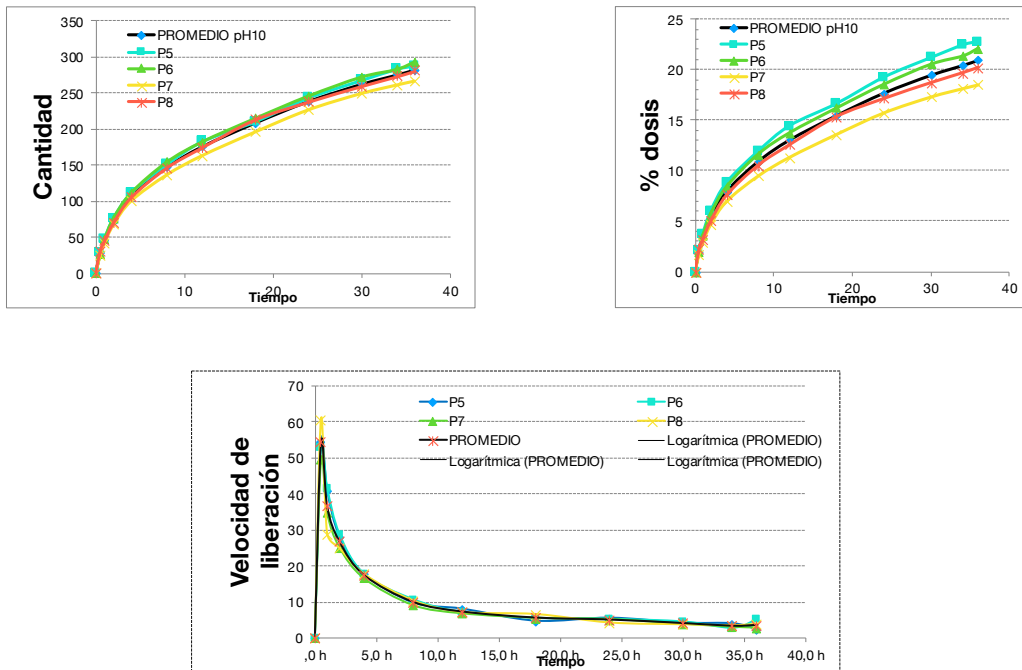 350
300
250
200
150
100
50
0
Cantidad
PROMEDIO pH10
P5
P6
P7
P8
0 10 20 30 40
Tiempo
25
20
15
10
5
0
% dosis
PROMEDIO pH10
P5
P6
P7
P8
0 10 20 30 40
Tiempo
70
60
50
40
30
20
10
0
Velocidad de
liberación
P5 P6
P7 P8
PROMEDIO Logarítmica (PROMEDIO)
Logarítmica (PROMEDIO) Logarítmica (PROMEDIO)
,0 h 5,0 h 10,0 h 15,0 h 20,0 h 25,0 h 30,0 h 35,0 h 40,0 h
Tiempo